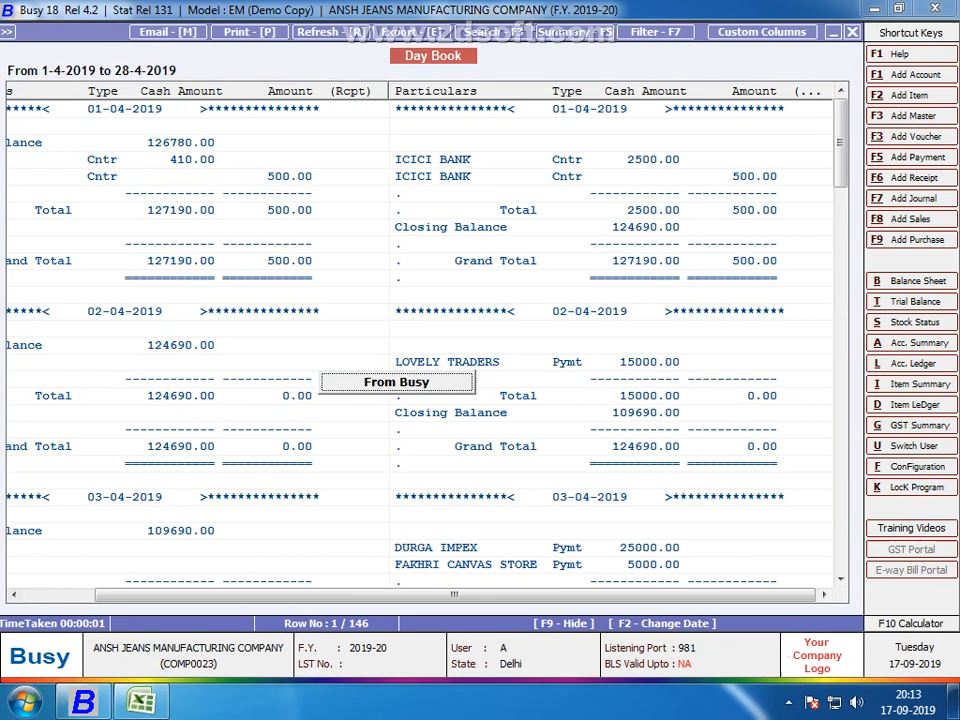 Busy 18 Rel 4.2 | Stat Rel 131 | Model : EM (Demo Copy) | ANSH JEANS MANUFACTURING COMPANY (F.Y. 2019-20)
>> Email - [M] Print - [P] Refresh - [R] Export - [E] Search - F3 Summary - F5 Filter - F7 Custom Columns
Day Book
From 1-4-2019 to 28-4-2019
s Type Cash Amount Amount (Rcpt) Particulars Type Cash Amount Amount (...
*****< 01-04-2019 >*************** ***************< 01-04-2019 >***************
lance 126780.00
Cntr 410.00 ICICI BANK Cntr 2500.00
Cntr 500.00 ICICI BANK Cntr 500.00
------------ ------------ . ------------ ------------
Total 127190.00 500.00 . Total 2500.00 500.00
Closing Balance 124690.00
------------ ------------ . ------------ ------------
and Total 127190.00 500.00 . Grand Total 127190.00 500.00
============ ============ . ============ ============
*****< 02-04-2019 >*************** ***************< 02-04-2019 >***************
lance 124690.00
LOVELY TRADERS Pymt 15000.00
From Busy
------------ ------------ ------------ ------------
Total 124690.00 0.00 . Total 15000.00 0.00
Closing Balance 109690.00
------------ ------------ . ------------ ------------
and Total 124690.00 0.00 . Grand Total 124690.00 0.00
============ ============ . ============ ============
*****< 03-04-2019 >*************** ***************< 03-04-2019 >***************
lance 109690.00
DURGA IMPEX Pymt 25000.00
FAKHRI CANVAS STORE Pymt 5000.00
------------ ------------ . ------------ ------------
TimeTaken 00:00:01 Row No : 1 / 146 [ F9 - Hide ] [ F2 - Change Date ]
Busy
ANSH JEANS MANUFACTURING COMPANY
(COMP0023)
F.Y. : 2019-20
LST No. :
User : A
State : Delhi
Listening Port : 981
BLS Valid Upto : NA
Your
Company
Logo
Shortcut Keys
F1 Help
F1 Add Account
F2 Add Item
F3 Add Master
F3 Add Voucher
F5 Add Payment
F6 Add Receipt
F7 Add Journal
F8 Add Sales
F9 Add Purchase
B Balance Sheet
T Trial Balance
S Stock Status
A Acc. Summary
L Acc. Ledger
I Item Summary
D Item LeDger
G GST Summary
U Switch User
F ConFiguration
K LocK Program
Training Videos
GST Portal
E-way Bill Portal
F10 Calculator
Tuesday
17-09-2019
B
20:13
17-09-2019